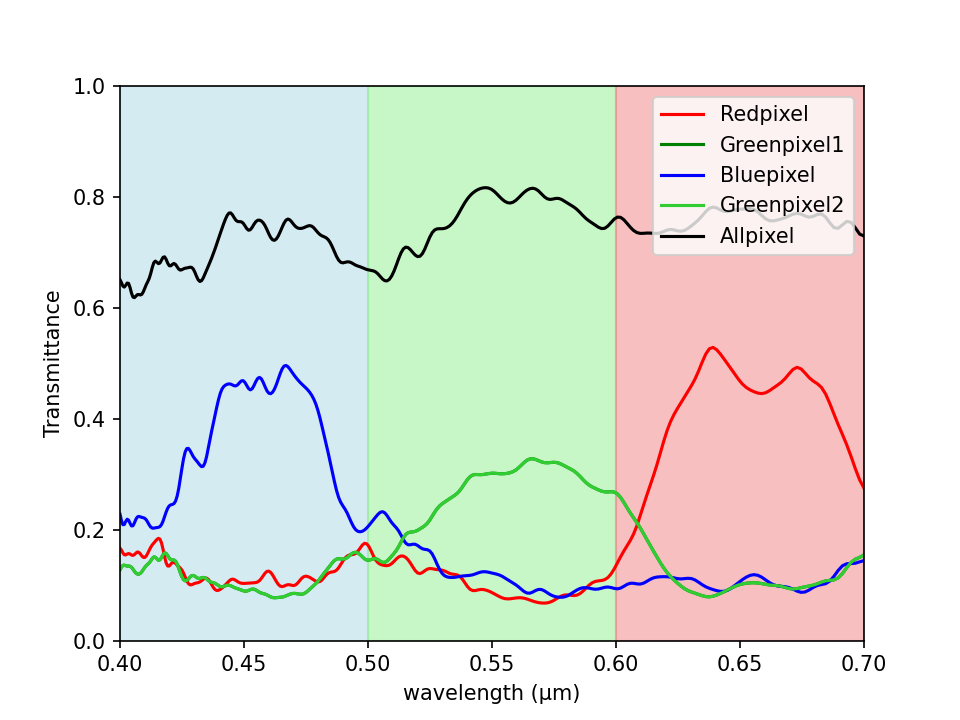 1.0
0.8
0.6
0.4
0.2
0.0
Transmittance
Redpixel
Greenpixel1
Bluepixel
Greenpixel2
Allpixel
0.40 0.45 0.50 0.55 0.60 0.65 0.70
wavelength (μm)